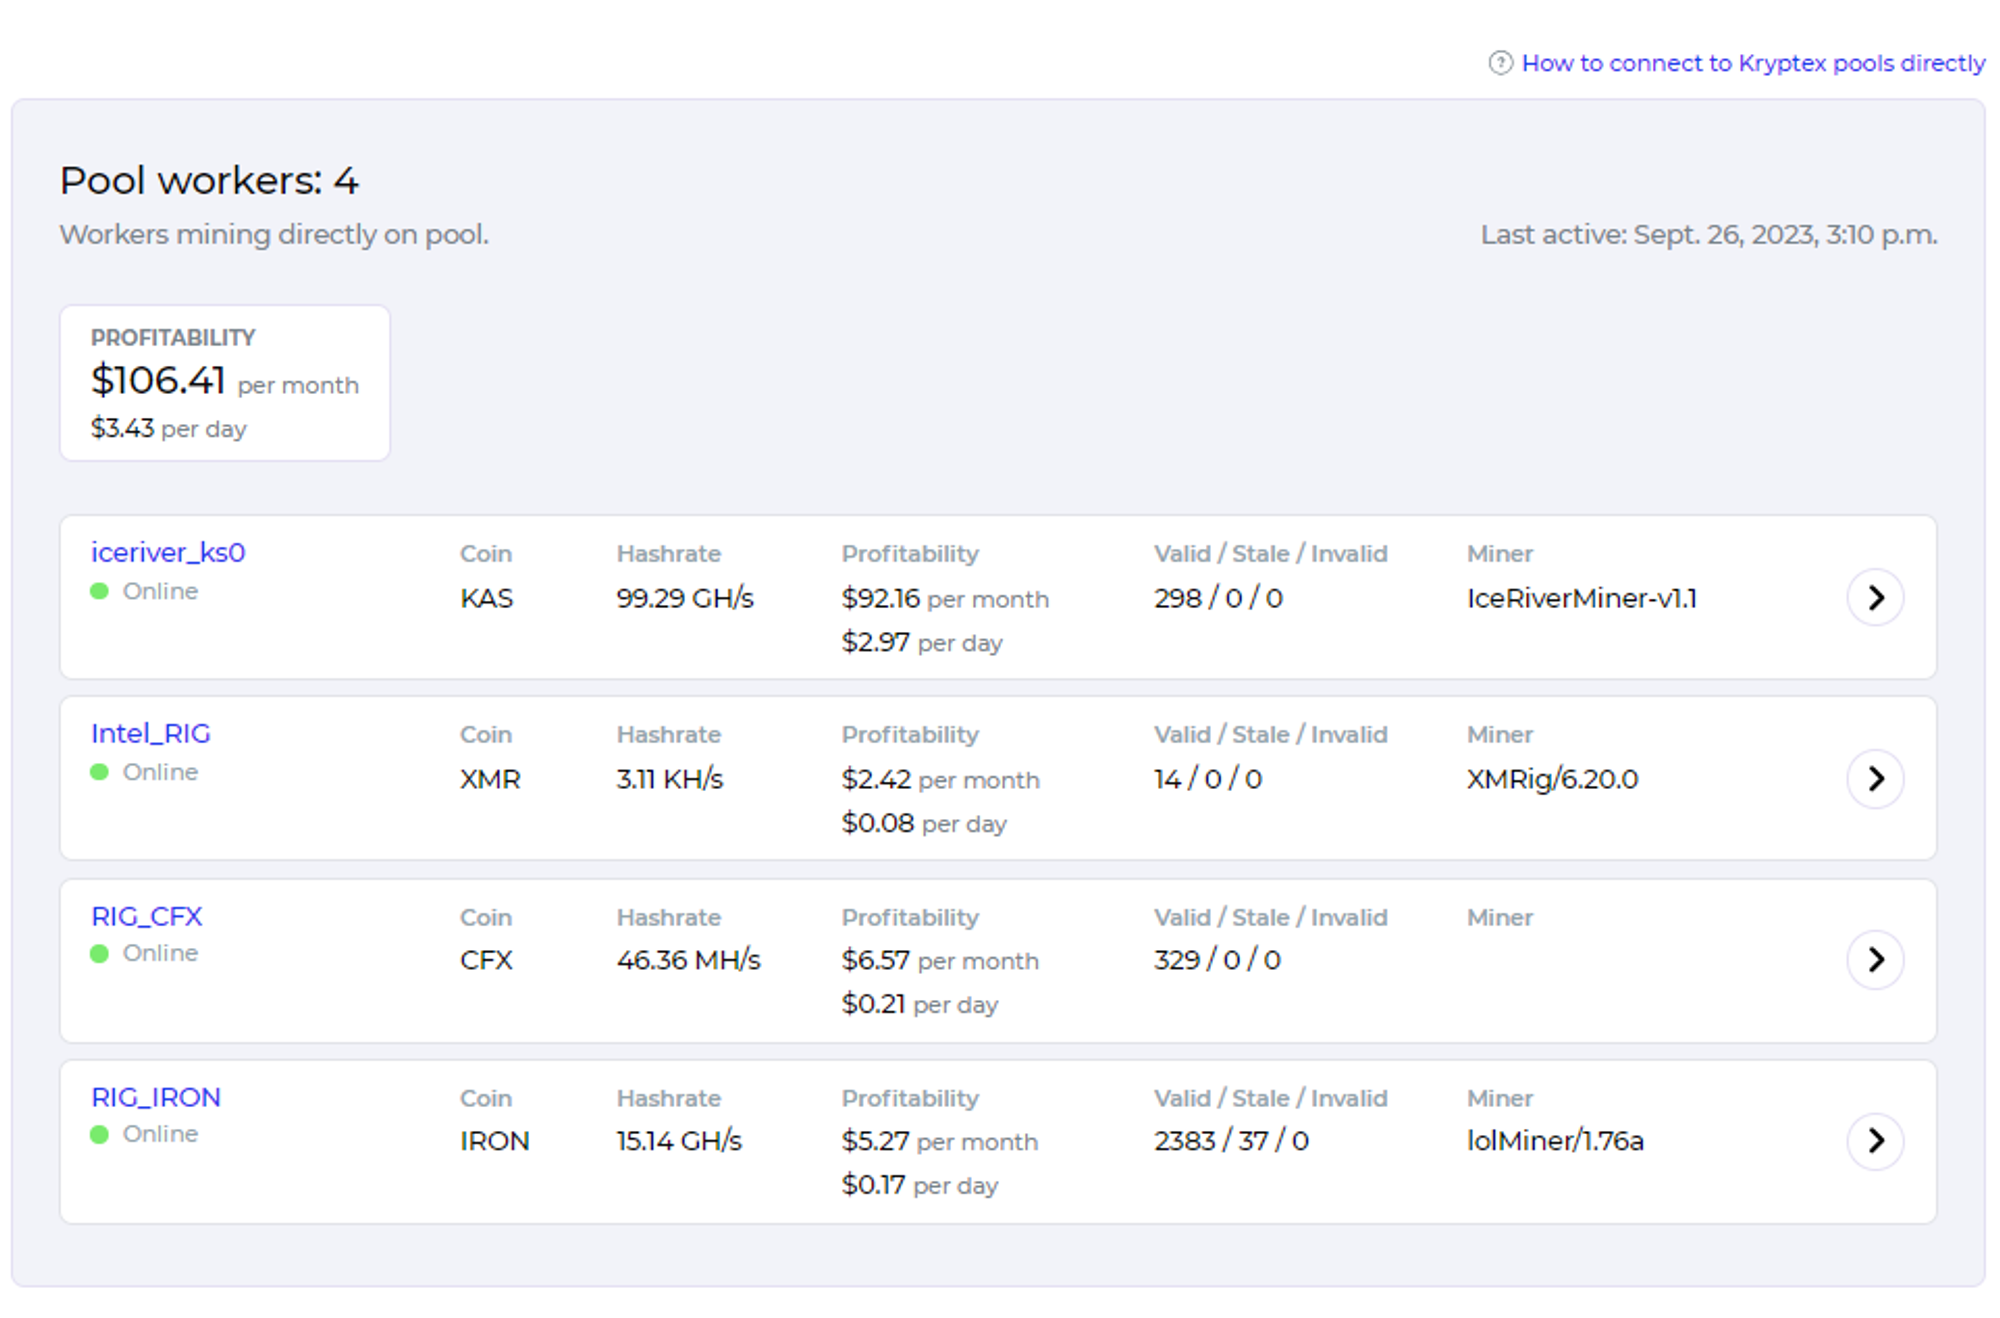 How to connect to Kryptex pools directly
Pool workers: 4
Workers mining directly on pool.
Last active: Sept. 26, 2023, 3:10 p.m.
PROFITABILITY
$106.41 per month
$3.43 per day
iceriver_ks0 Coin Hashrate Profitability Valid / Stale / Invalid Miner
Online KAS 99.29 GH/s $92.16 per month 298 / 0 / 0 IceRiverMiner-v1.1
$2.97 per day
Intel_RIG Coin Hashrate Profitability Valid / Stale / Invalid Miner
Online XMR 3.11 KH/s $2.42 per month 14 / 0 / 0 XMRig/6.20.0
$0.08 per day
RIG_CFX Coin Hashrate Profitability Valid / Stale / Invalid Miner
Online CFX 46.36 MH/s $6.57 per month 329 / 0 / 0
$0.21 per day
RIG_IRON Coin Hashrate Profitability Valid / Stale / Invalid Miner
Online IRON 15.14 GH/s $5.27 per month 2383 / 37 / 0 lolMiner/1.76a
$0.17 per day